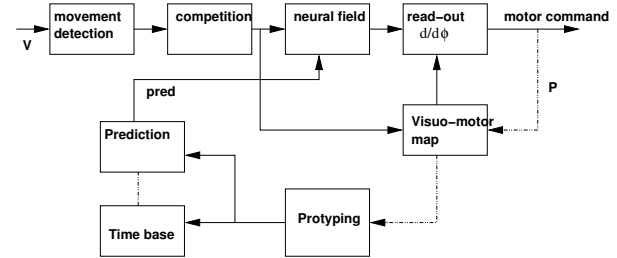 movement
detection
competition
neural field
read−out
d/dϕ
motor command
V
P
pred
Prediction
Visuo−motor
map
Time base
Protyping